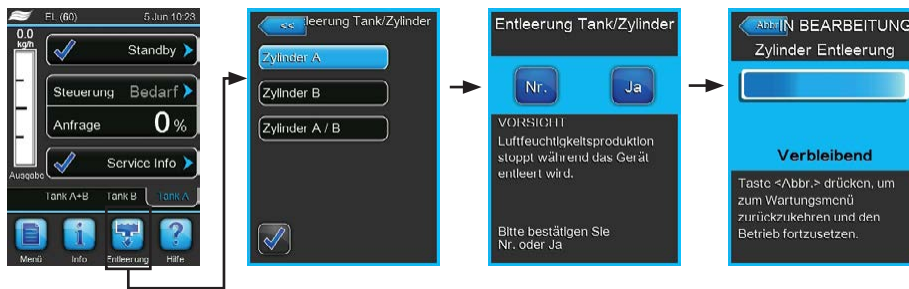 EL (60) 5 Jun 10:23
0.0
kg/h
Standby
Steuerung Bedarf
Anfrage 0 %
Service Info
Ausgabe
Tank A+B Tank B Tank A
Menü Info Entleerung Hilfe
<< leerung Tank/Zylinder
Zylinder A
Zylinder B
Zylinder A / B
Entleerung Tank/Zylinder
Nr. Ja
VORSICHT
Luftfeuchtigkeitsproduktion
stoppt während das Gerät
entleert wird.
Bitte bestätigen Sie
Nr. oder Ja
Abbr IN BEARBEITUNG
Zylinder Entleerung
Verbleibend
Taste <Abbr.> drücken, um
zum Wartungsmenü
zurückzukehren und den
Betrieb fortzusetzen.